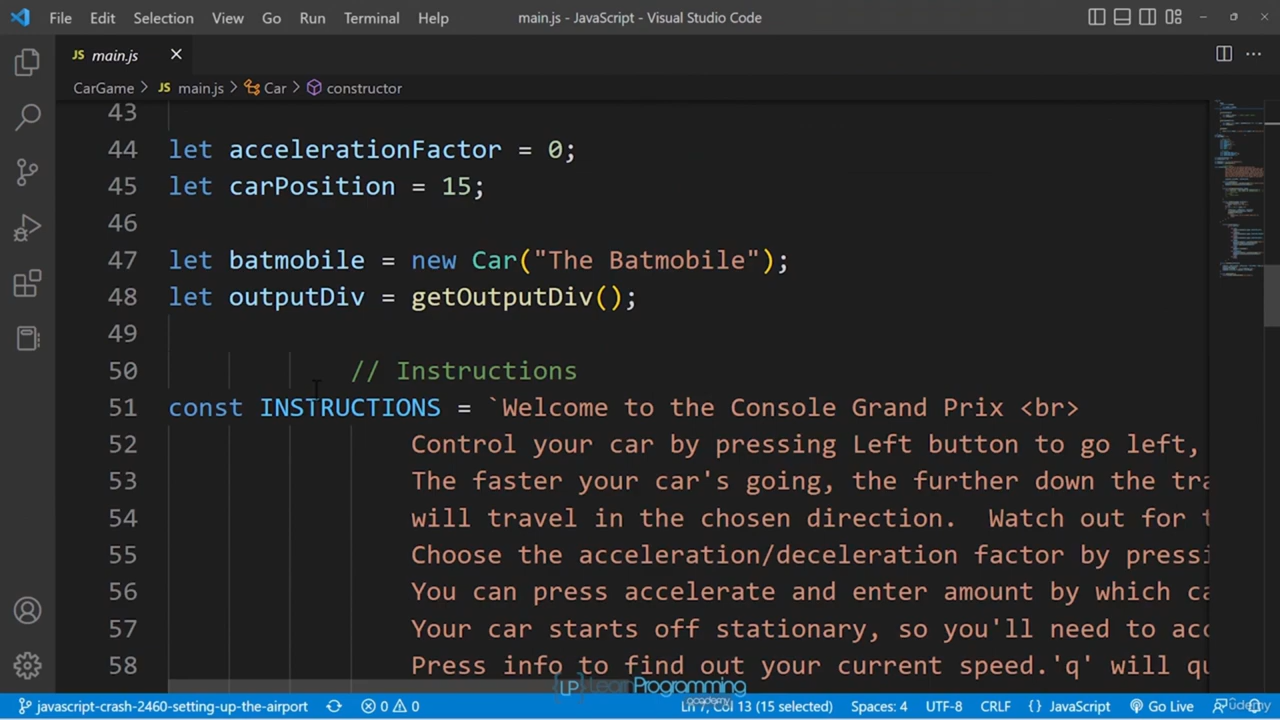 File Edit Selection View Go Run Terminal Help main.js - JavaScript - Visual Studio Code
JS main.js
CarGame > JS main.js > Car > constructor
43
44 let accelerationFactor = 0;
45 let carPosition = 15;
46
47 let batmobile = new Car("The Batmobile");
48 let outputDiv = getOutputDiv();
49
50 // Instructions
51 const INSTRUCTIONS = `Welcome to the Console Grand Prix <br>
52 Control your car by pressing Left button to go left,
53 The faster your car's going, the further down the tra
54 will travel in the chosen direction. Watch out for t
55 Choose the acceleration/deceleration factor by pressi
56 You can press accelerate and enter amount by which ca
57 Your car starts off stationary, so you'll need to acc
58 Press info to find out your current speed.'q' will qu
LP LearnProgramming academy
javascript-crash-2460-setting-up-the-airport 0 0 Ln 7, Col 13 (15 selected) Spaces: 4 UTF-8 CRLF { } JavaScript Go Live
ûdemy